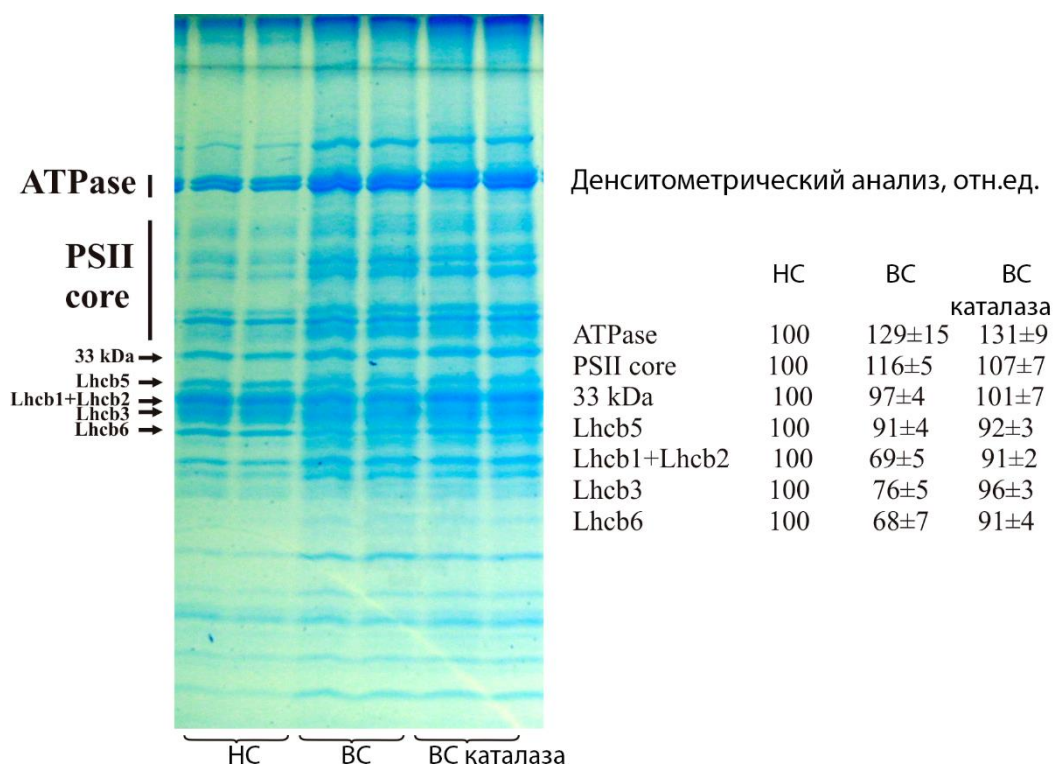 ATPase
PSII
core
33 kDa
Lhcb5
Lhcb1+Lhcb2
Lhcb3
Lhcb6
НС
ВС
ВС каталаза
Денситометрический анализ, отн.ед.
НС ВС ВС
каталаза
ATPase 100 129±15 131±9
PSII core 100 116±5 107±7
33 kDa 100 97±4 101±7
Lhcb5 100 91±4 92±3
Lhcb1+Lhcb2 100 69±5 91±2
Lhcb3 100 76±5 96±3
Lhcb6 100 68±7 91±4